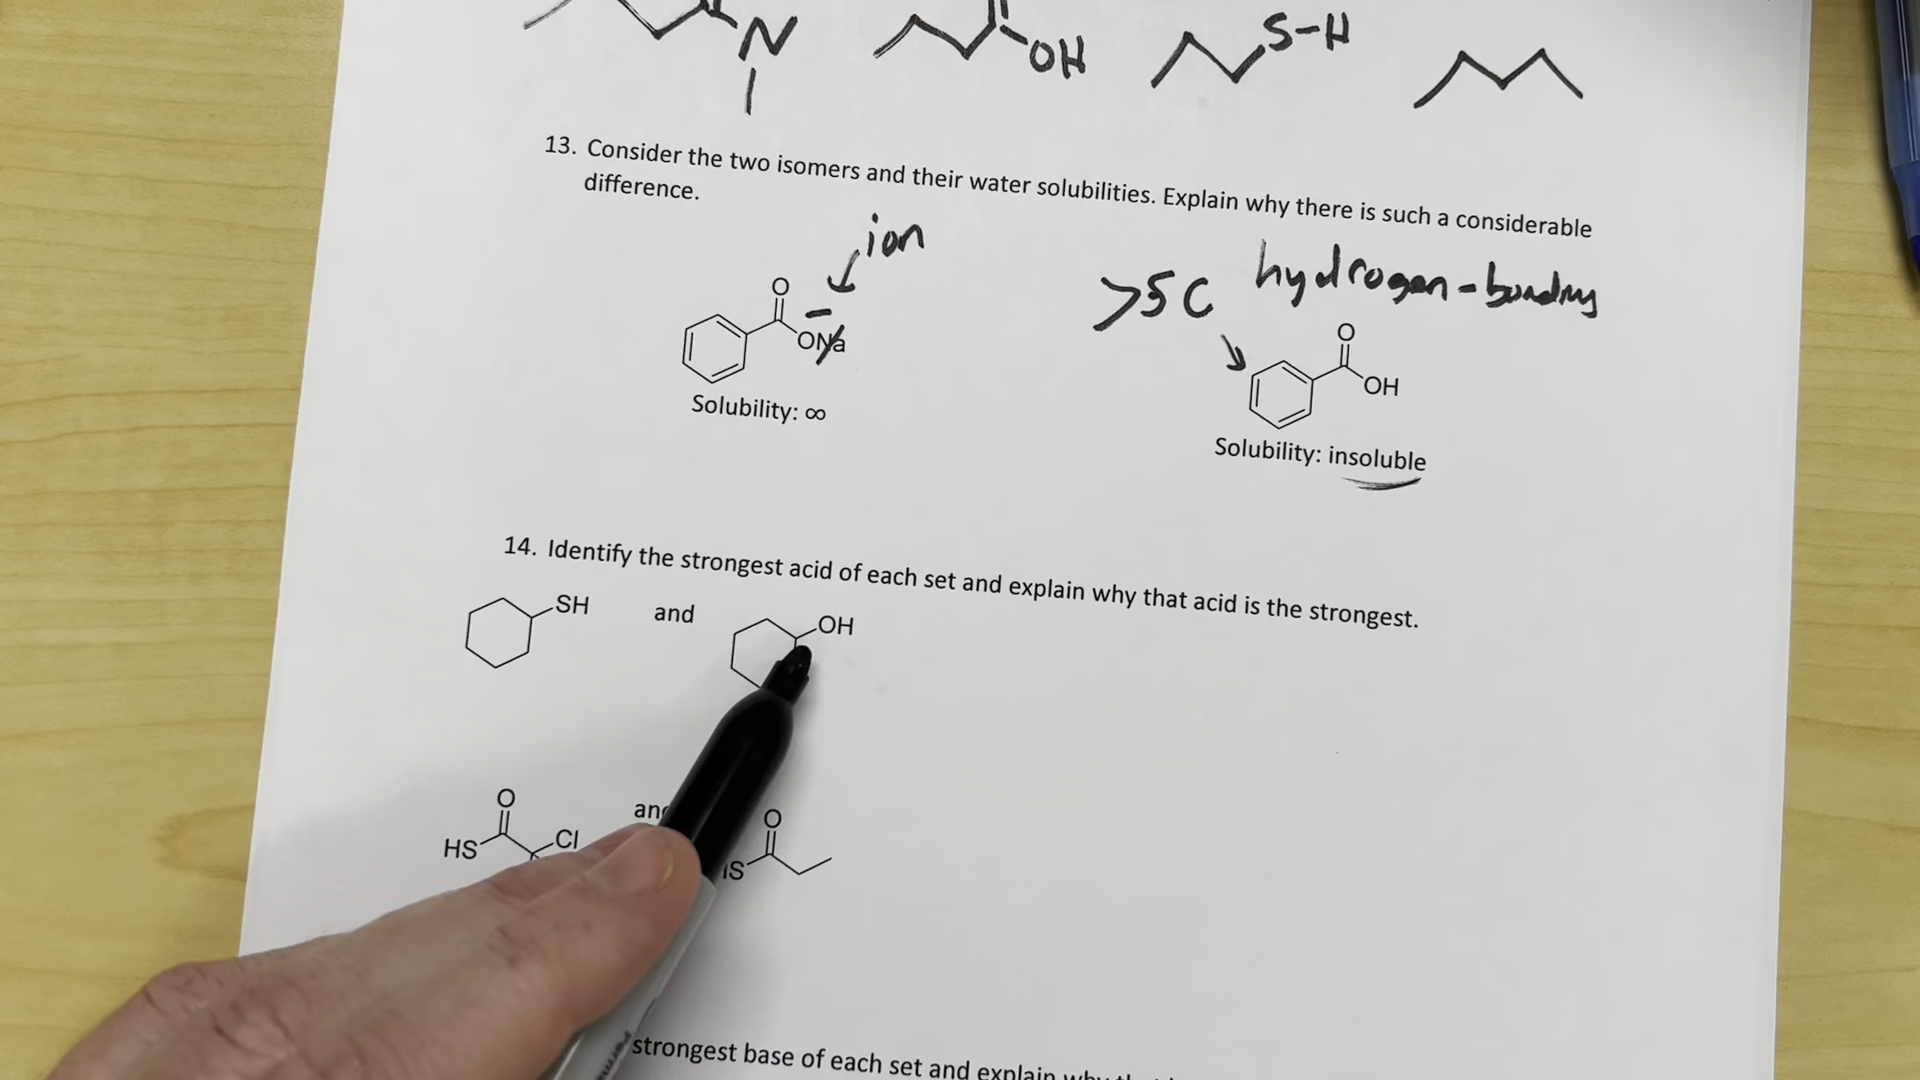 N
OH
S-H
13. Consider the two isomers and their water solubilities. Explain why there is such a considerable
difference.
ion
>5C hydrogen-bonding
O
ONa
O
OH
Solubility: ∞
Solubility: insoluble
14. Identify the strongest acid of each set and explain why that acid is the strongest.
SH and OH
O
HS
Cl
O
strongest base of each set and explain why